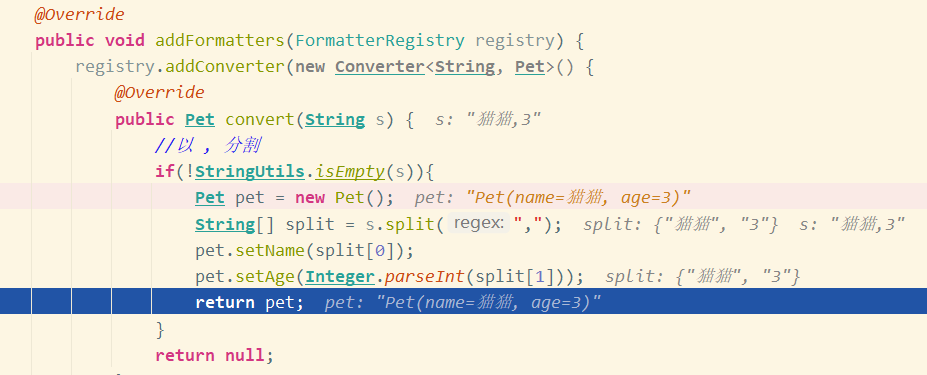 @Override
public void addFormatters(FormatterRegistry registry) {
registry.addConverter(new Converter<String, Pet>() {
@Override
public Pet convert(String s) { s: "猫猫,3"
//以 , 分割
if(!StringUtils.isEmpty(s)){
Pet pet = new Pet(); pet: "Pet(name=猫猫, age=3)"
String[] split = s.split( regex: ","); split: {"猫猫", "3"} s: "猫猫,3"
pet.setName(split[0]);
pet.setAge(Integer.parseInt(split[1])); split: {"猫猫", "3"}
return pet; pet: "Pet(name=猫猫, age=3)"
}
return null;